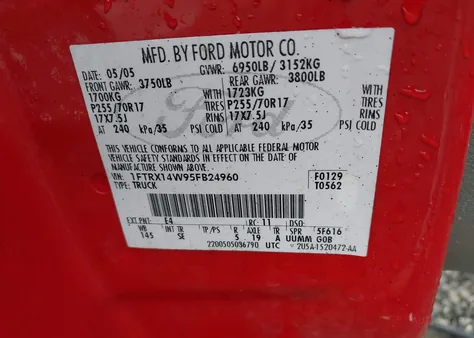 MFD. BY FORD MOTOR CO.
DATE: 05/05 GVWR: 6950LB/ 3152KG
FRONT GAWR: 3750LB REAR GAWR: 3800LB
1700KG 1723KG
P255/70R17 TIRES P255/70R17 TIRES
17X7.5J RIMS 17X7.5J RIMS
AT 240 kPa/35 PSI COLD AT 240 kPa/35 PSI COLD
THIS VEHICLE CONFORMS TO ALL APPLICABLE FEDERAL MOTOR
VEHICLE SAFETY STANDARDS IN EFFECT ON THE DATE OF
MANUFACTURE SHOWN ABOVE.
VIN: 1FTRX14W95FB24960 F0129
TYPE: TRUCK T0562
EXT PNT: E4 RC: 11 DSO:
WB TR TP/PS R AXLE TR SPR 5F616
145 SE 5 19 A UUMM G0B
2200505036790 UTC 2U5A-1520472-AA
Ford